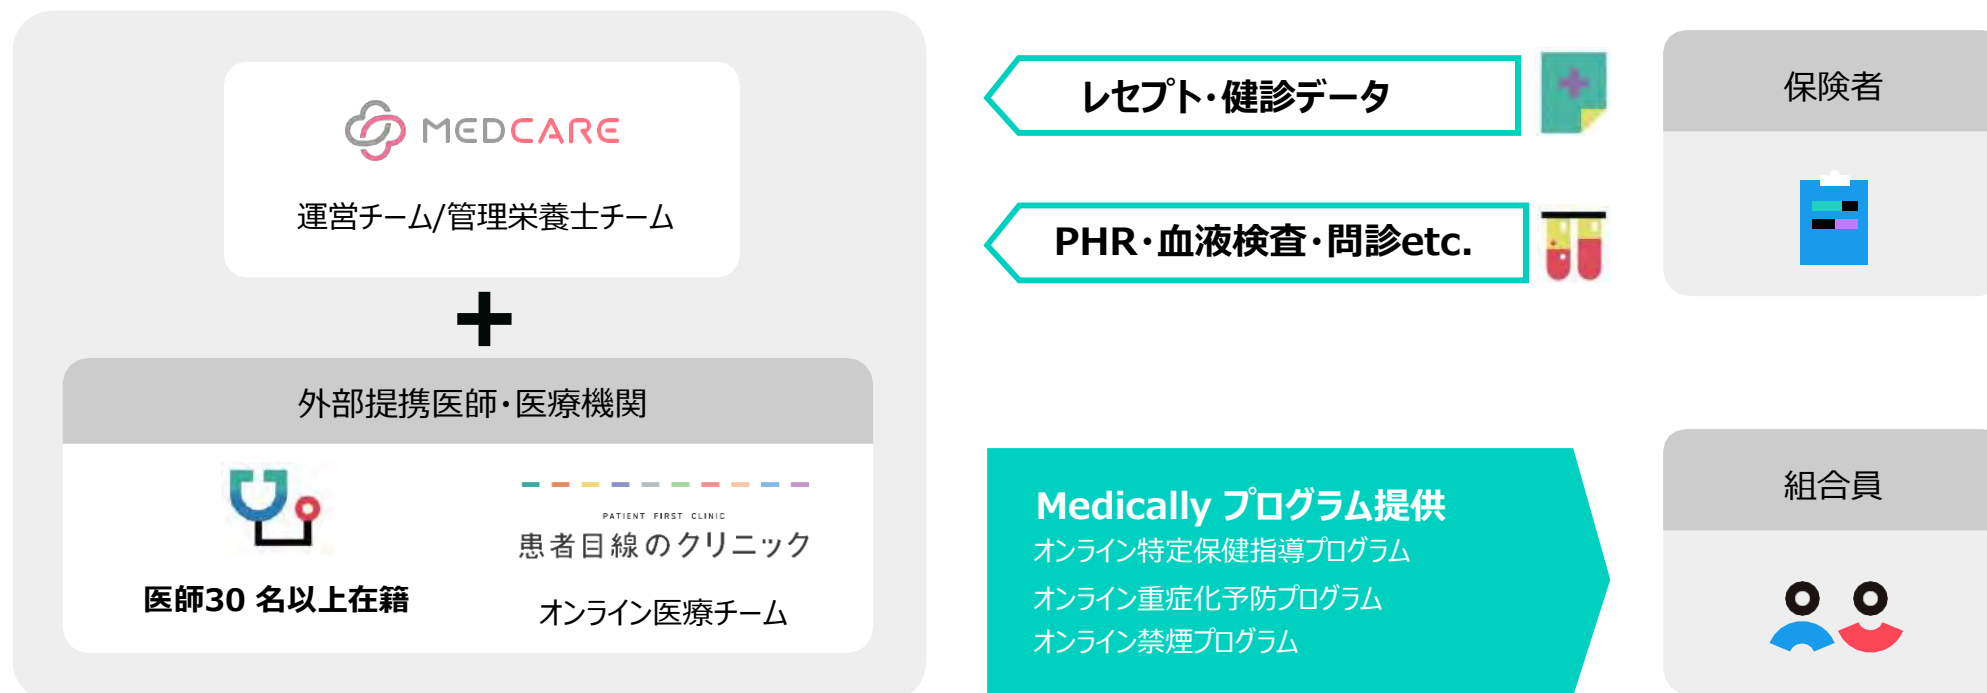 MEDCARE
運営チーム/管理栄養士チーム
+
外部提携医師・医療機関
医師30 名以上在籍
PATIENT FIRST CLINIC
患者目線のクリニック
オンライン医療チーム
レセプト・健診データ
PHR・血液検査・問診etc.
Medically プログラム提供
オンライン特定保健指導プログラム
オンライン重症化予防プログラム
オンライン禁煙プログラム
保険者
組合員